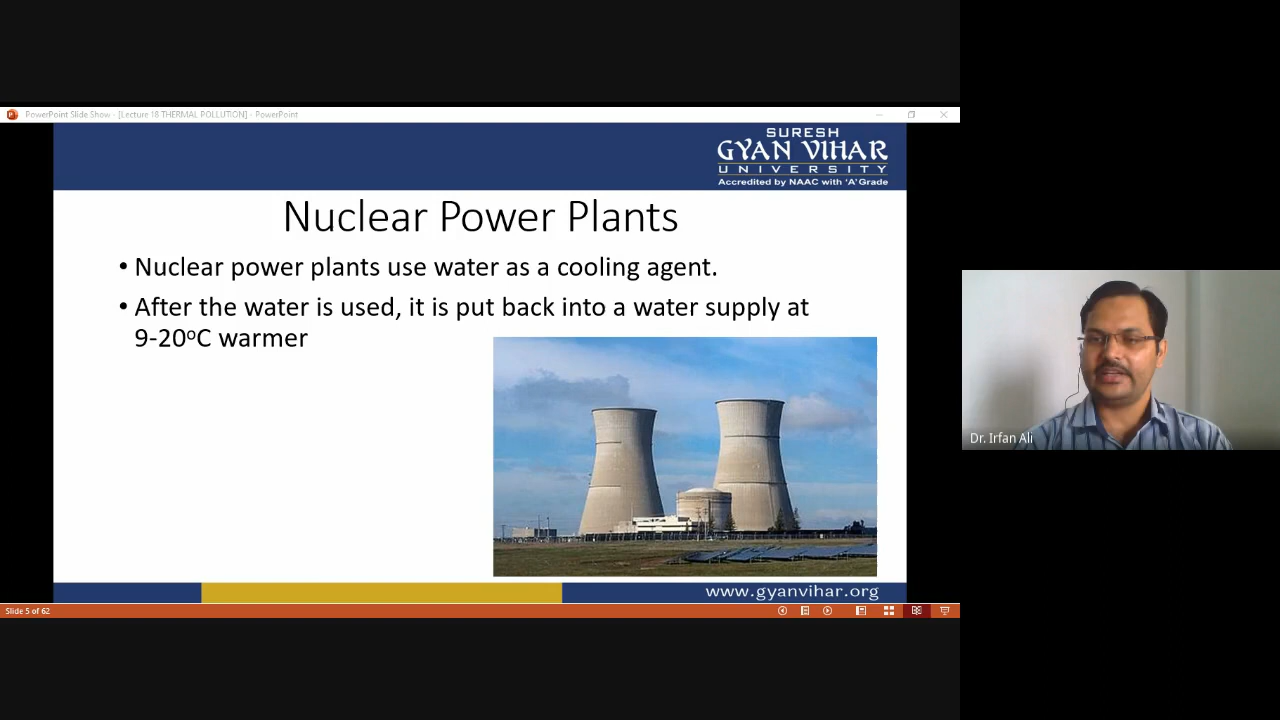 PowerPoint Slide Show - [Lecture 18 THERMAL POLLUTION] - PowerPoint
SURESH
GYAN VIHAR
UNIVERSITY
Accredited by NAAC with 'A' Grade
Nuclear Power Plants
• Nuclear power plants use water as a cooling agent.
• After the water is used, it is put back into a water supply at
9-20ºC warmer
Dr. Irfan Ali
www.gyanvihar.org
Slide 5 of 62